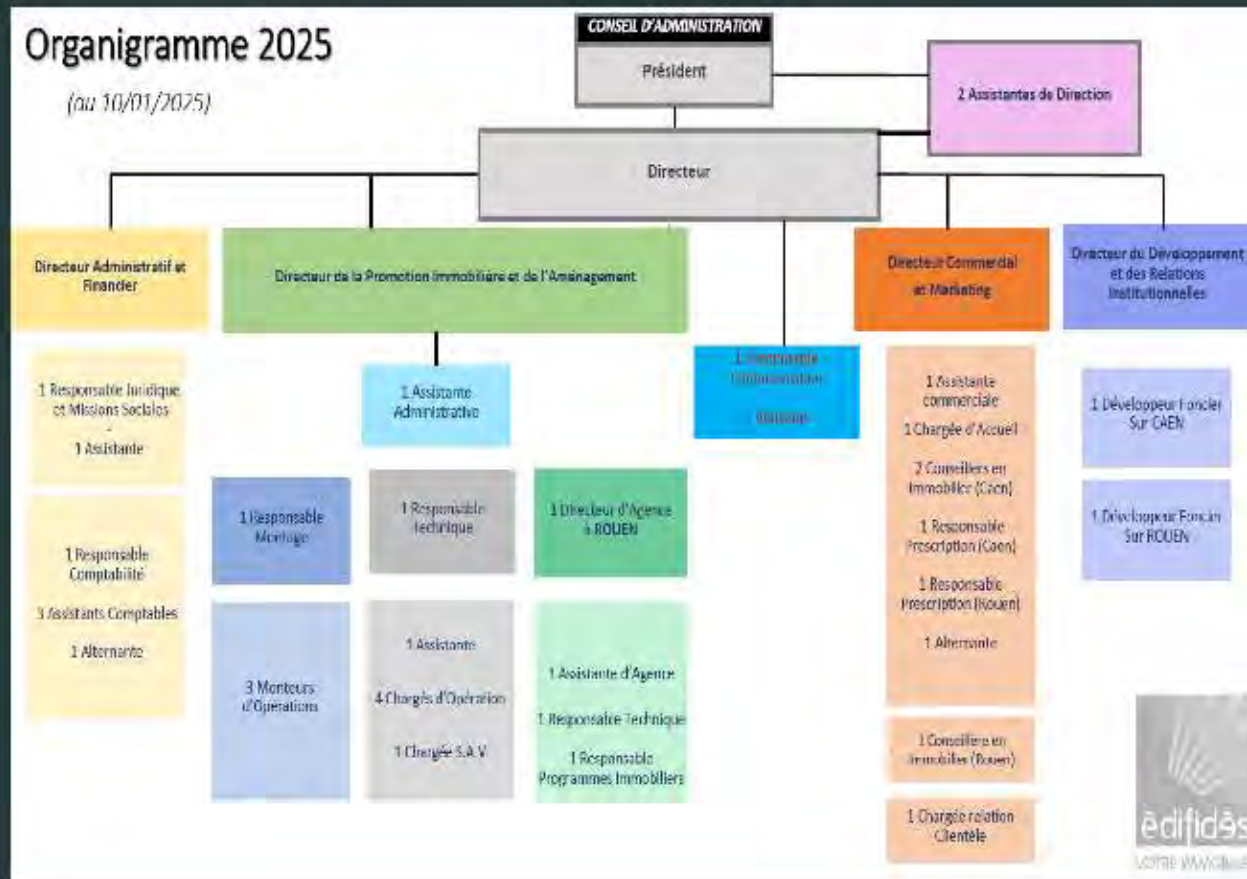 Organigramme 2025
(au 10/01/2025)
CONSEIL D'ADMINISTRATION
Président
2 Assistantes de Direction
Directeur
Directeur Administratif et
Financier
Directeur de la Promotion Immobilière et de l'Aménagement
Directeur Commercial
et Marketing
Directeur du Développement
et des Relations
Institutionnelles
1 Responsable Juridique
et Missions Sociales
-
1 Assistante
1 Responsable
Comptabilité
3 Assistants Comptables
1 Alternante
1 Assistante
Administrative
1 Responsable
Montage
3 Monteurs
d'Opérations
1 Responsable
Technique
1 Assistante
4 Chargés d'Opération
1 Chargée S.A.V
1 Directeur d'Agence
à ROUEN
1 Assistante d'Agence
1 Responsable Technique
1 Responsable
Programmes Immobiliers
1 Responsable
1 Assistante
commerciale
1 Chargée d'Accueil
2 Conseillers en
Immobilier (Caen)
1 Responsable
Prescription (Caen)
1 Responsable
Prescription (Rouen)
1 Alternante
1 Conseillère en
Immobilier (Rouen)
1 Chargée relation
Clientèle
1 Développeur Foncier
Sur CAEN
1 Développeur Foncier
Sur ROUEN
édifidès
VOTRE